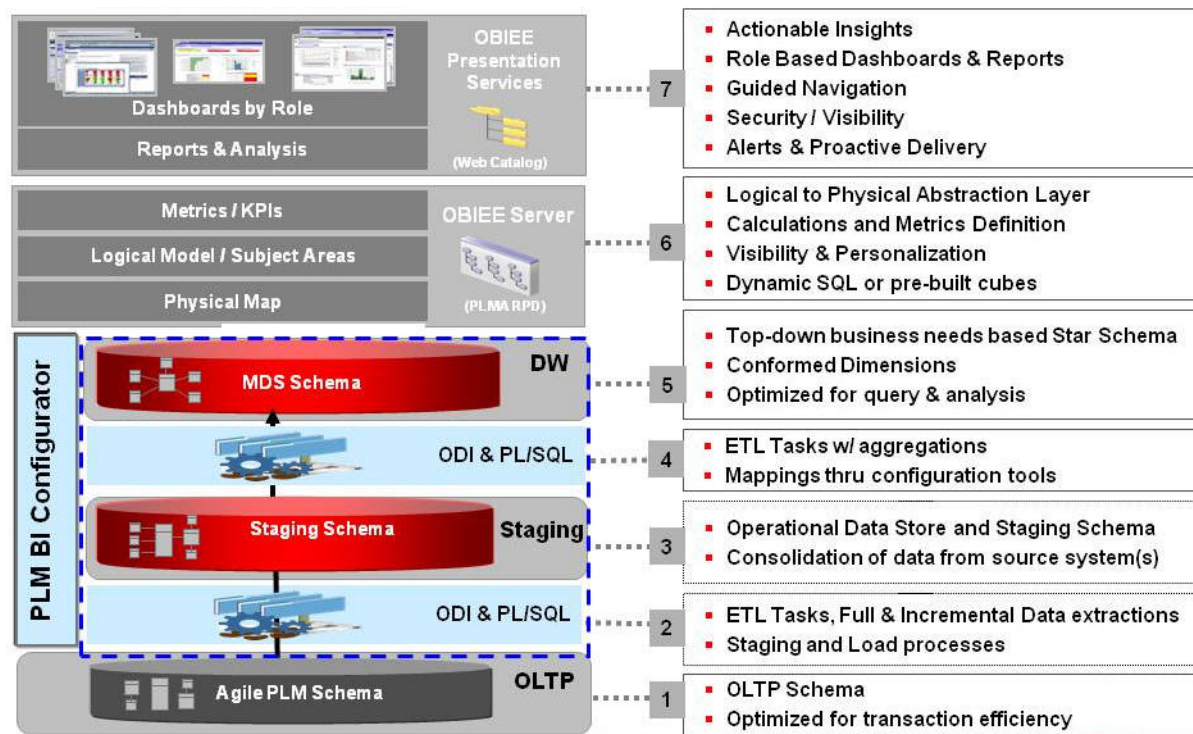 OBIEE
Presentation
Services
Dashboards by Role
Reports & Analysis
(Web Catalog)
7
Actionable Insights
Role Based Dashboards & Reports
Guided Navigation
Security / Visibility
Alerts & Proactive Delivery
Metrics / KPIs
Logical Model / Subject Areas
Physical Map
OBIEE Server
(PLMA RPD)
6
Logical to Physical Abstraction Layer
Calculations and Metrics Definition
Visibility & Personalization
Dynamic SQL or pre-built cubes
PLM BI Configurator
MDS Schema
DW
5
Top-down business needs based Star Schema
Conformed Dimensions
Optimized for query & analysis
ODI & PL/SQL
4
ETL Tasks w/ aggregations
Mappings thru configuration tools
Staging Schema
Staging
3
Operational Data Store and Staging Schema
Consolidation of data from source system(s)
ODI & PL/SQL
2
ETL Tasks, Full & Incremental Data extractions
Staging and Load processes
Agile PLM Schema
OLTP
1
OLTP Schema
Optimized for transaction efficiency